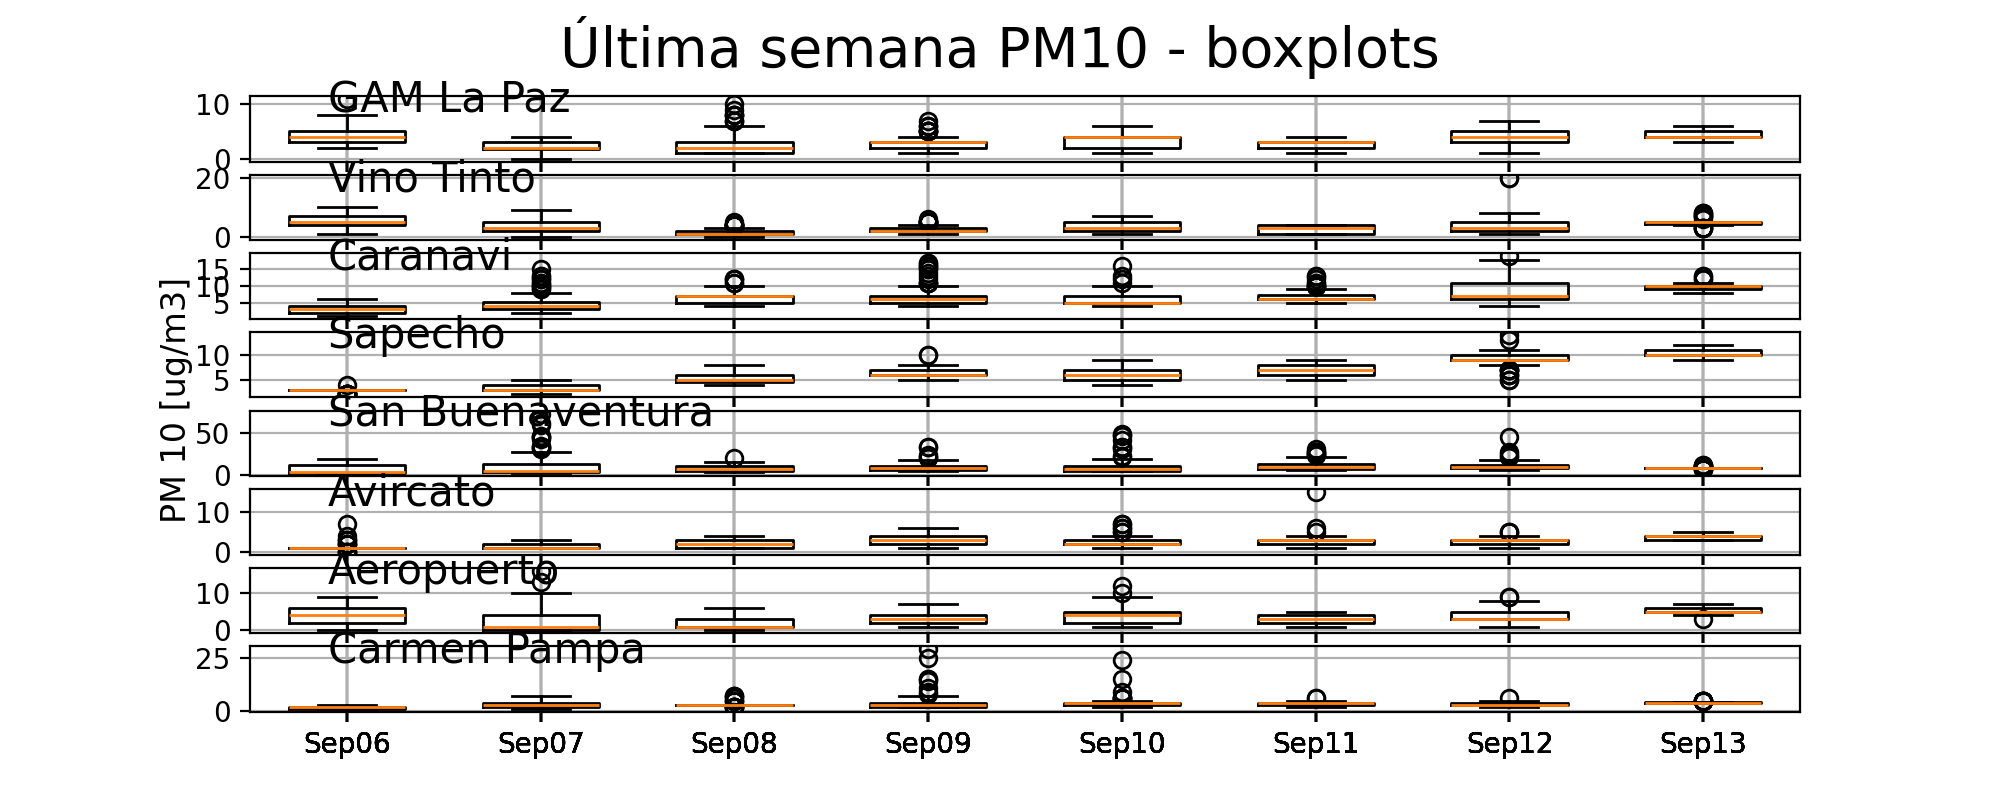 Última semana PM10 - boxplots
GAM La Paz
10
0
Vino Tinto
20
0
Caranavi
15
10
5
Sapecho
10
5
San Buenaventura
50
0
Avircato
10
0
Aeropuerto
10
0
Carmen Pampa
25
0
PM 10 [ug/m3]
Sep06 Sep07 Sep08 Sep09 Sep10 Sep11 Sep12 Sep13